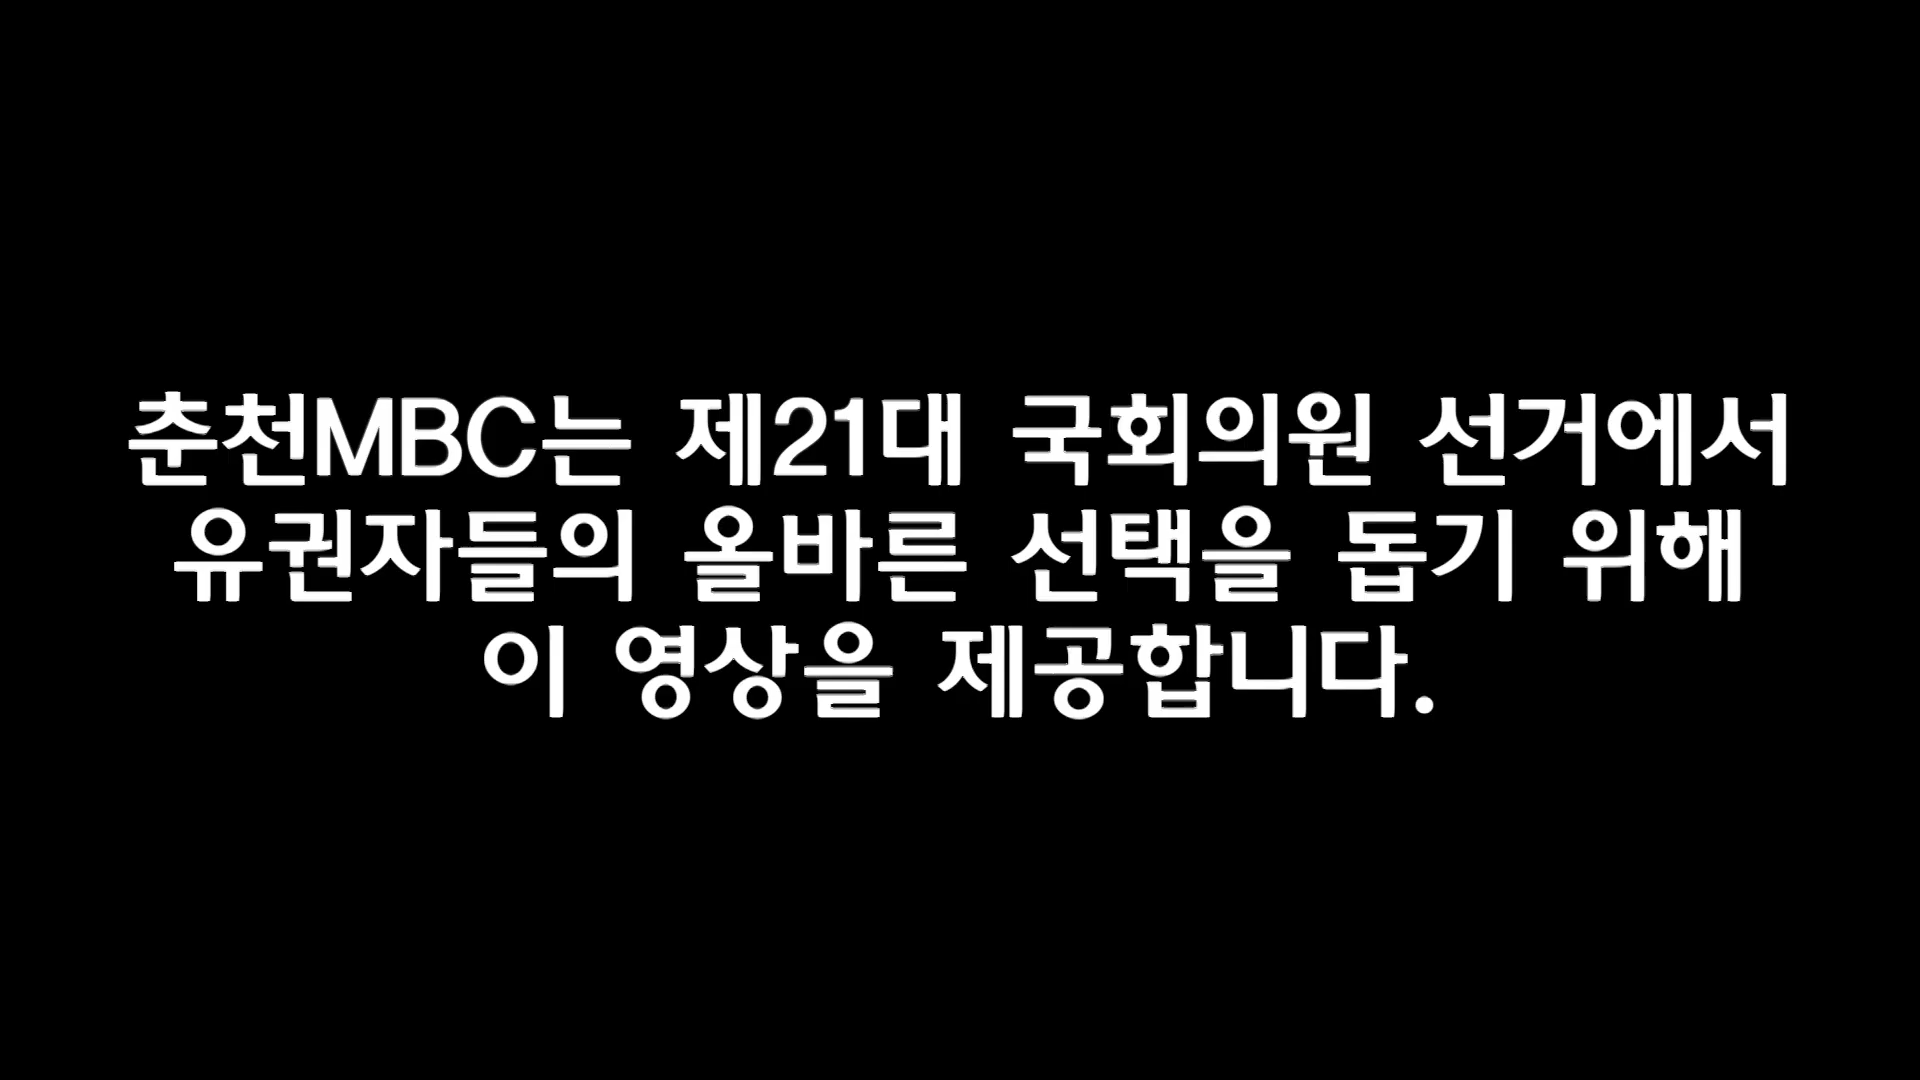 춘천MBC는 제21대 국회의원 선거에서
유권자들의 올바른 선택을 돕기 위해
이 영상을 제공합니다.